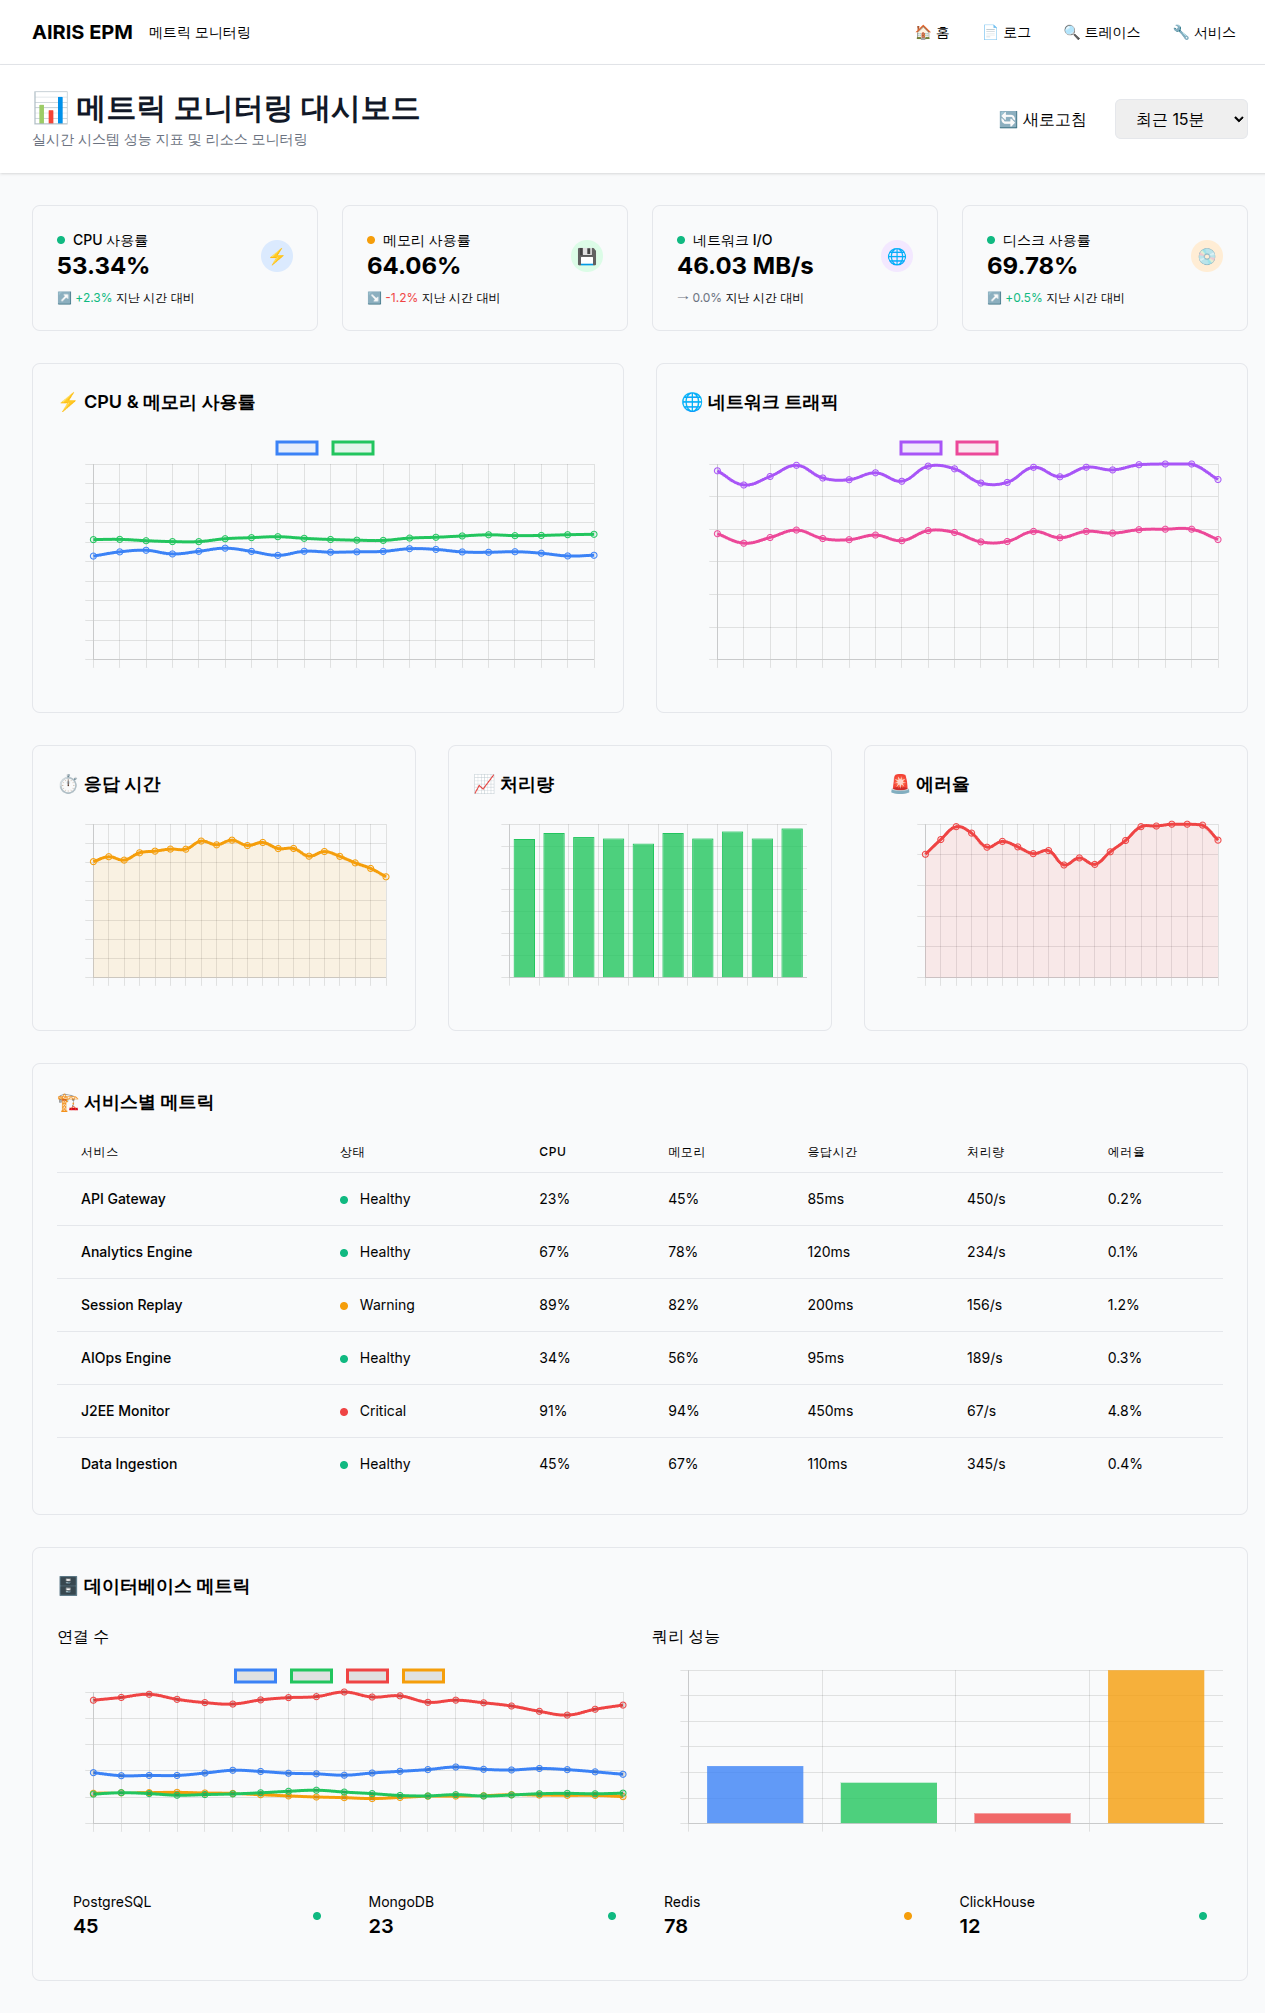 AIRIS EPM 메트릭 모니터링 🏠 홈 📄 로그 🔍 트레이스 🔧 서비스
📊 메트릭 모니터링 대시보드
실시간 시스템 성능 지표 및 리소스 모니터링
🔄 새로고침 최근 15분
CPU 사용률
53.34%
↗️ +2.3% 지난 시간 대비
메모리 사용률
64.06%
↘️ -1.2% 지난 시간 대비
네트워크 I/O
46.03 MB/s
→ 0.0% 지난 시간 대비
디스크 사용률
69.78%
↗️ +0.5% 지난 시간 대비
⚡ CPU & 메모리 사용률
🌐 네트워크 트래픽
⏱️ 응답 시간
📈 처리량
🚨 에러율
🏗️ 서비스별 메트릭
서비스 상태 CPU 메모리 응답시간 처리량 에러율
API Gateway Healthy 23% 45% 85ms 450/s 0.2%
Analytics Engine Healthy 67% 78% 120ms 234/s 0.1%
Session Replay Warning 89% 82% 200ms 156/s 1.2%
AIOps Engine Healthy 34% 56% 95ms 189/s 0.3%
J2EE Monitor Critical 91% 94% 450ms 67/s 4.8%
Data Ingestion Healthy 45% 67% 110ms 345/s 0.4%
🗄️ 데이터베이스 메트릭
연결 수
쿼리 성능
PostgreSQL
45
MongoDB
23
Redis
78
ClickHouse
12